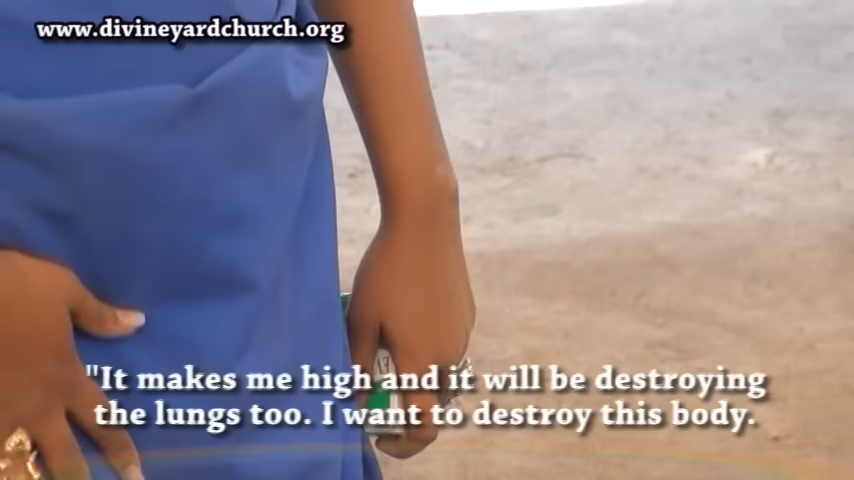 www.divineyardchurch.org
"It makes me high and it will be destroying
the lungs too. I want to destroy this body.